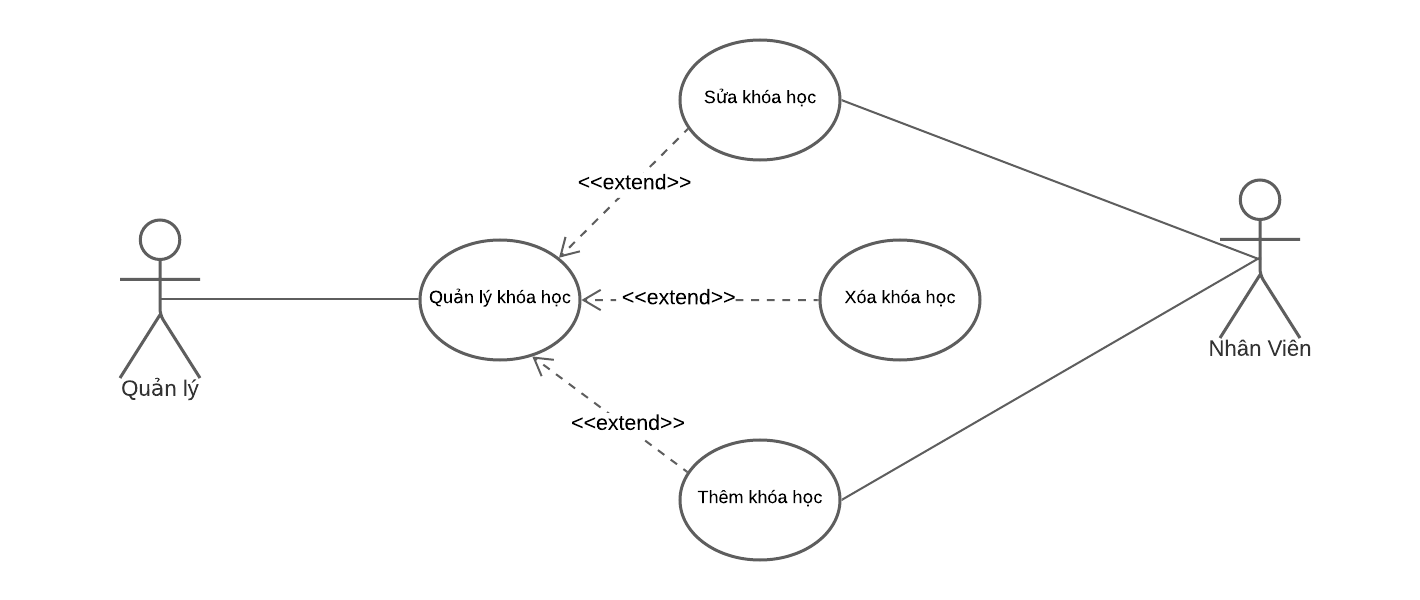 Sửa khóa học
<<extend>>
Quản lý khóa học
<<extend>>
Xóa khóa học
Nhân Viên
Quản lý
<<extend>>
Thêm khóa học